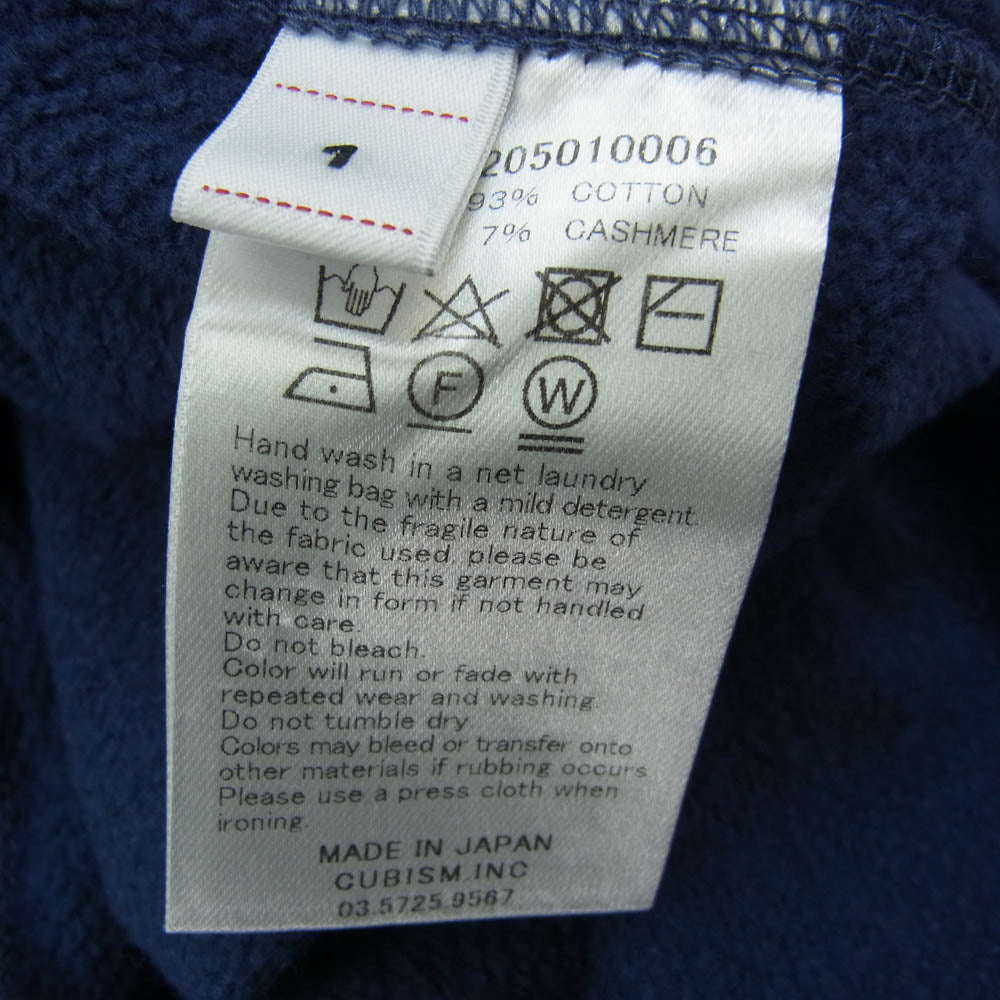 1
205010006
93% COTTON
7% CASHMERE
F
W
Hand wash in a net laundry
washing bag with a mild detergent.
Due to the fragile nature of
the fabric used, please be
aware that this garment may
change in form if not handled
with care.
Do not bleach.
Color will run or fade with
repeated wear and washing.
Do not tumble dry
Colors may bleed or transfer onto
other materials if rubbing occurs
Please use a press cloth when
ironing.
MADE IN JAPAN
CUBISM.INC
03.5725.9567